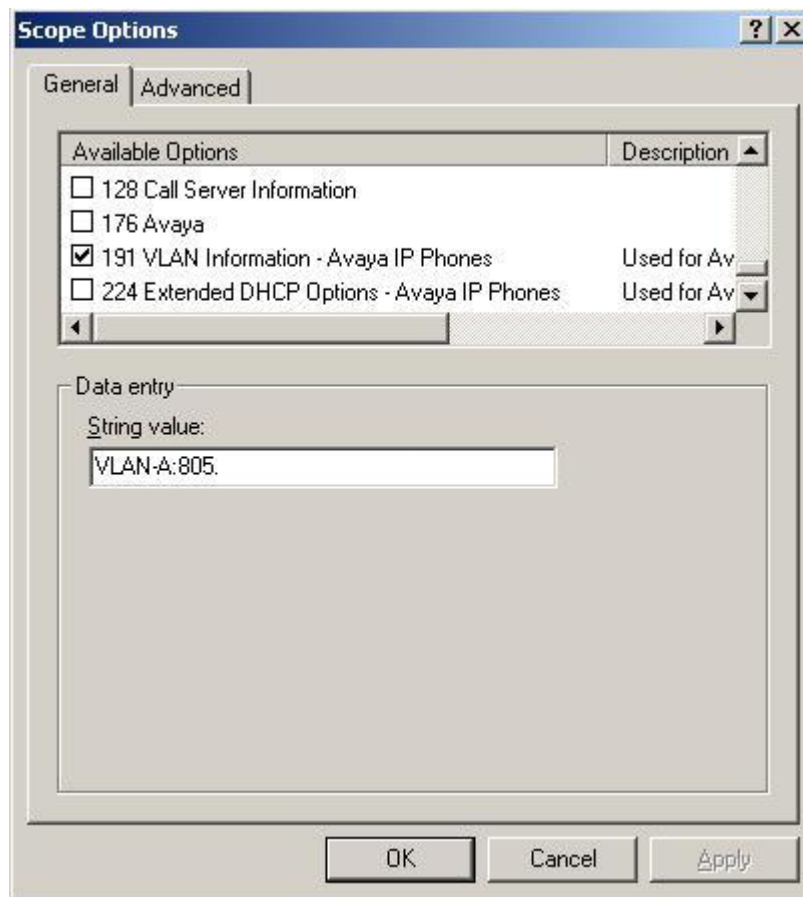 Scope Options
General Advanced
Available Options Description
128 Call Server Information
176 Avaya
191 VLAN Information - Avaya IP Phones Used for Av
224 Extended DHCP Options - Avaya IP Phones Used for Av
Data entry
String value:
VLAN-A:805.
OK Cancel Apply